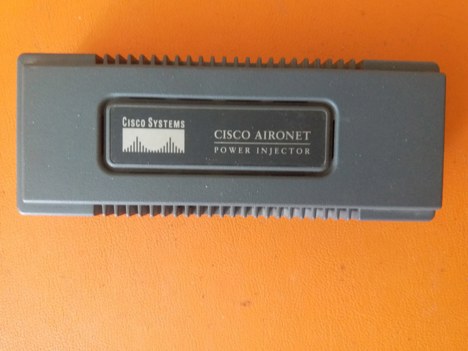 CISCO SYSTEMS
CISCO AIRONET
POWER INJECTOR